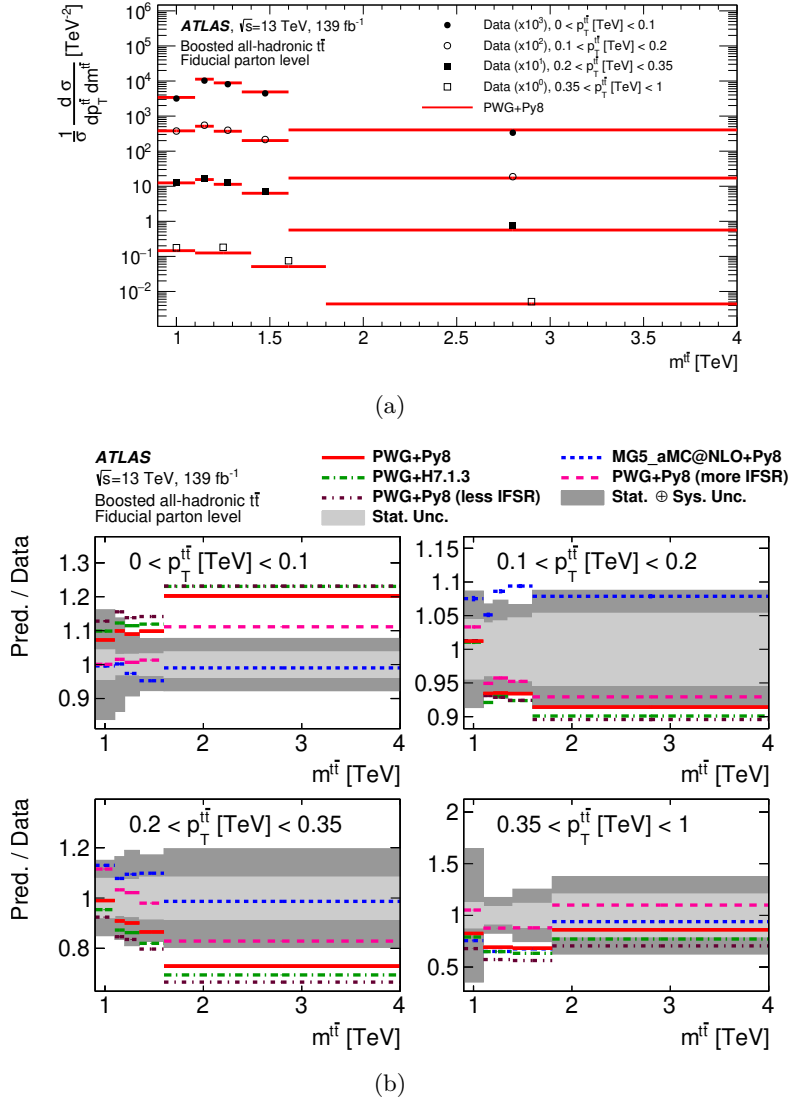 ATLAS, √s=13 TeV, 139 fb⁻¹
Boosted all-hadronic tt̄
Fiducial parton level
Data (x10³), 0 < p_T^{tt̄} [TeV] < 0.1
Data (x10²), 0.1 < p_T^{tt̄} [TeV] < 0.2
Data (x10¹), 0.2 < p_T^{tt̄} [TeV] < 0.35
Data (x10⁰), 0.35 < p_T^{tt̄} [TeV] < 1
PWG+Py8
1/σ d σ / dp_T^{tt̄} dm^{tt̄} [TeV⁻²]
10⁶
10⁵
10⁴
10³
10²
10
1
10⁻¹
10⁻²
1 1.5 2 2.5 3 3.5 4
m^{tt̄} [TeV]
(a)
ATLAS
√s=13 TeV, 139 fb⁻¹
Boosted all-hadronic tt̄
Fiducial parton level
PWG+Py8
PWG+H7.1.3
PWG+Py8 (less IFSR)
Stat. Unc.
MG5_aMC@NLO+Py8
PWG+Py8 (more IFSR)
Stat. ⊕ Sys. Unc.
Pred. / Data
0 < p_T^{tt̄} [TeV] < 0.1
1.3
1.2
1.1
1
0.9
1 2 3 4
m^{tt̄} [TeV]
0.1 < p_T^{tt̄} [TeV] < 0.2
1.15
1.1
1.05
1
0.95
0.9
1 2 3 4
m^{tt̄} [TeV]
Pred. / Data
0.2 < p_T^{tt̄} [TeV] < 0.35
1.2
1
0.8
1 2 3 4
m^{tt̄} [TeV]
0.35 < p_T^{tt̄} [TeV] < 1
2
1.5
1
0.5
1 2 3 4
m^{tt̄} [TeV]
(b)